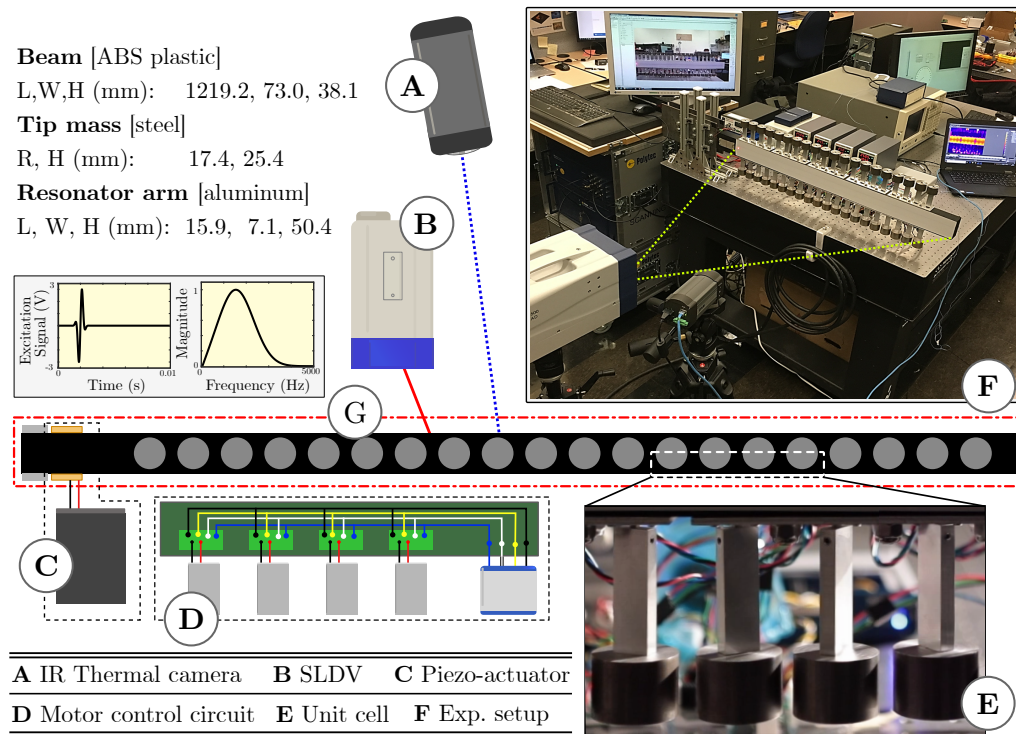 Beam [ABS plastic]
L,W,H (mm): 1219.2, 73.0, 38.1
Tip mass [steel]
R, H (mm): 17.4, 25.4
Resonator arm [aluminum]
L, W, H (mm): 15.9, 7.1, 50.4
A
B
Excitation
Signal (V)
3
-3
0
0.01
Time (s)
Magnitude
1
0
0
5000
Frequency (Hz)
Polytec
F
G
C
D
E
A IR Thermal camera B SLDV C Piezo-actuator
D Motor control circuit E Unit cell F Exp. setup